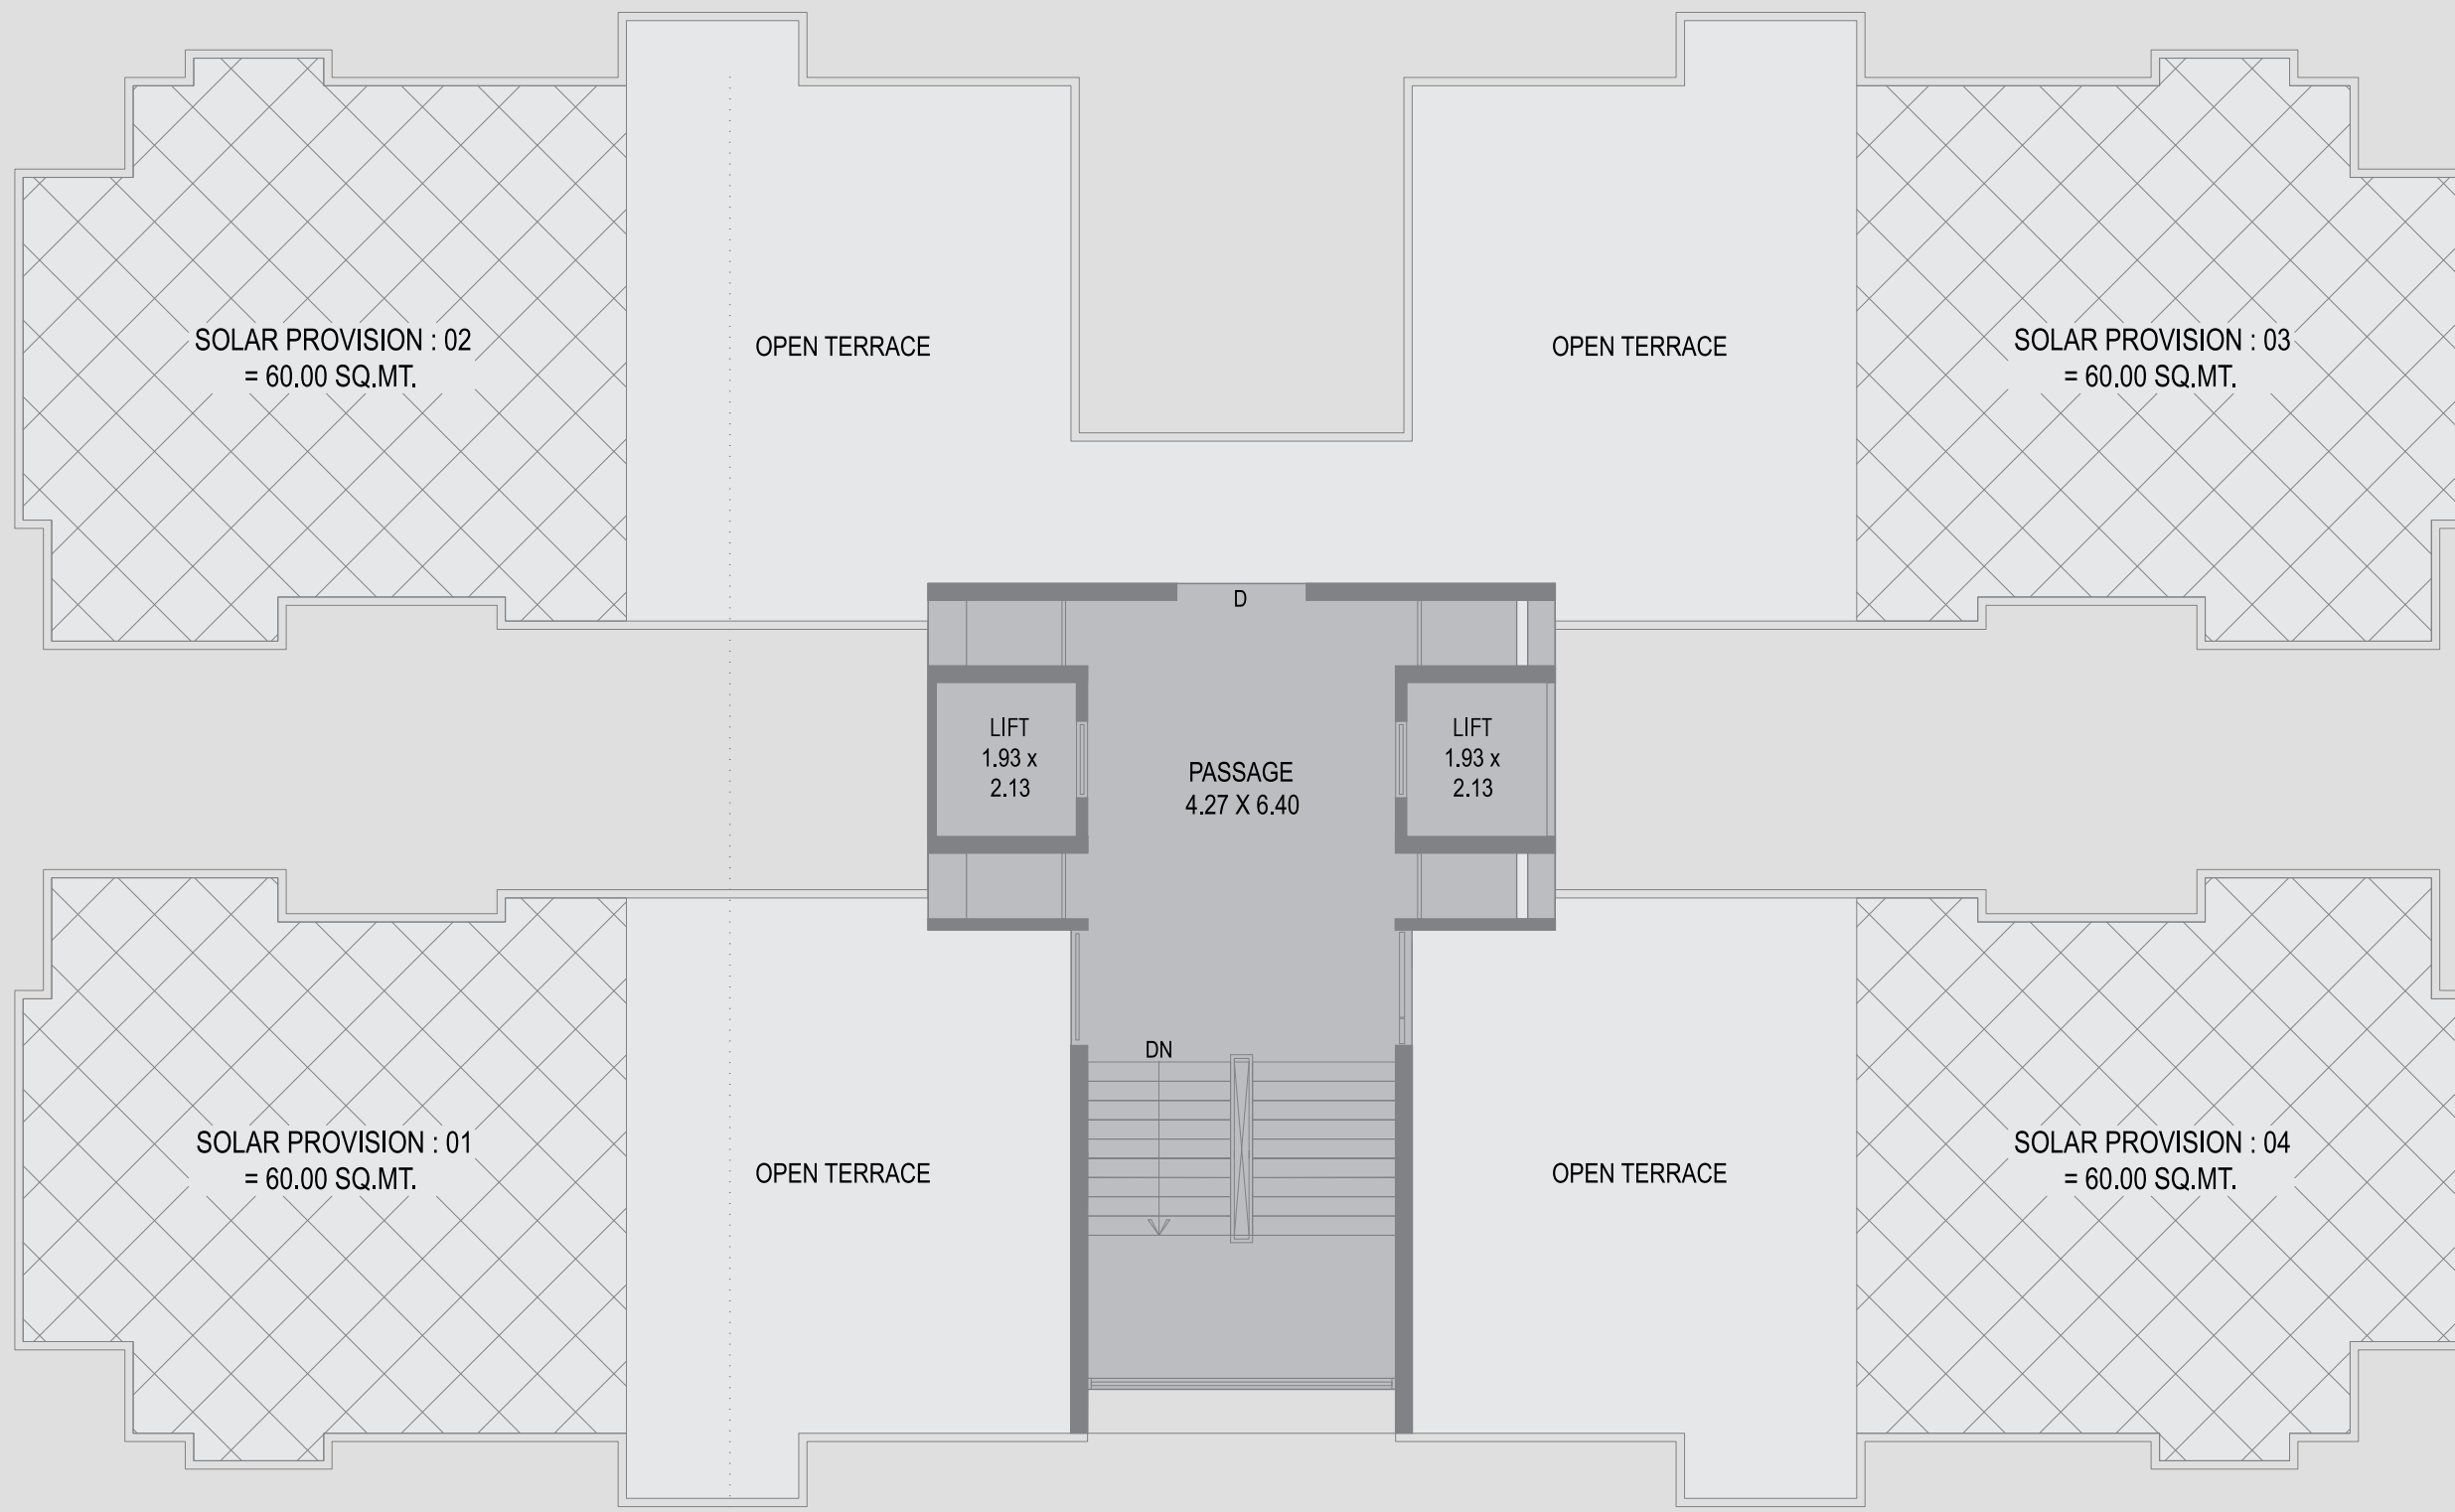 SOLAR PROVISION : 02
= 60.00 SQ.MT.
OPEN TERRACE
OPEN TERRACE
SOLAR PROVISION : 03
= 60.00 SQ.MT.
D
LIFT
1.93 x
2.13
PASSAGE
4.27 X 6.40
LIFT
1.93 x
2.13
DN
SOLAR PROVISION : 01
= 60.00 SQ.MT.
OPEN TERRACE
OPEN TERRACE
SOLAR PROVISION : 04
= 60.00 SQ.MT.